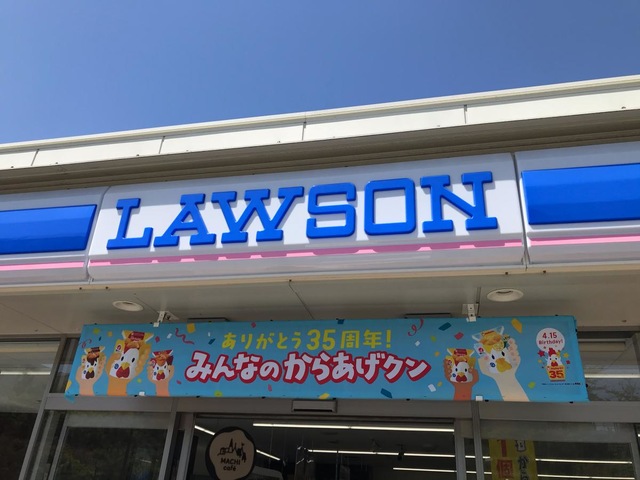 LAWSON
ありがとう35周年!
みんなのからあげクン
4.15
Birthday!
35
MACHI
café